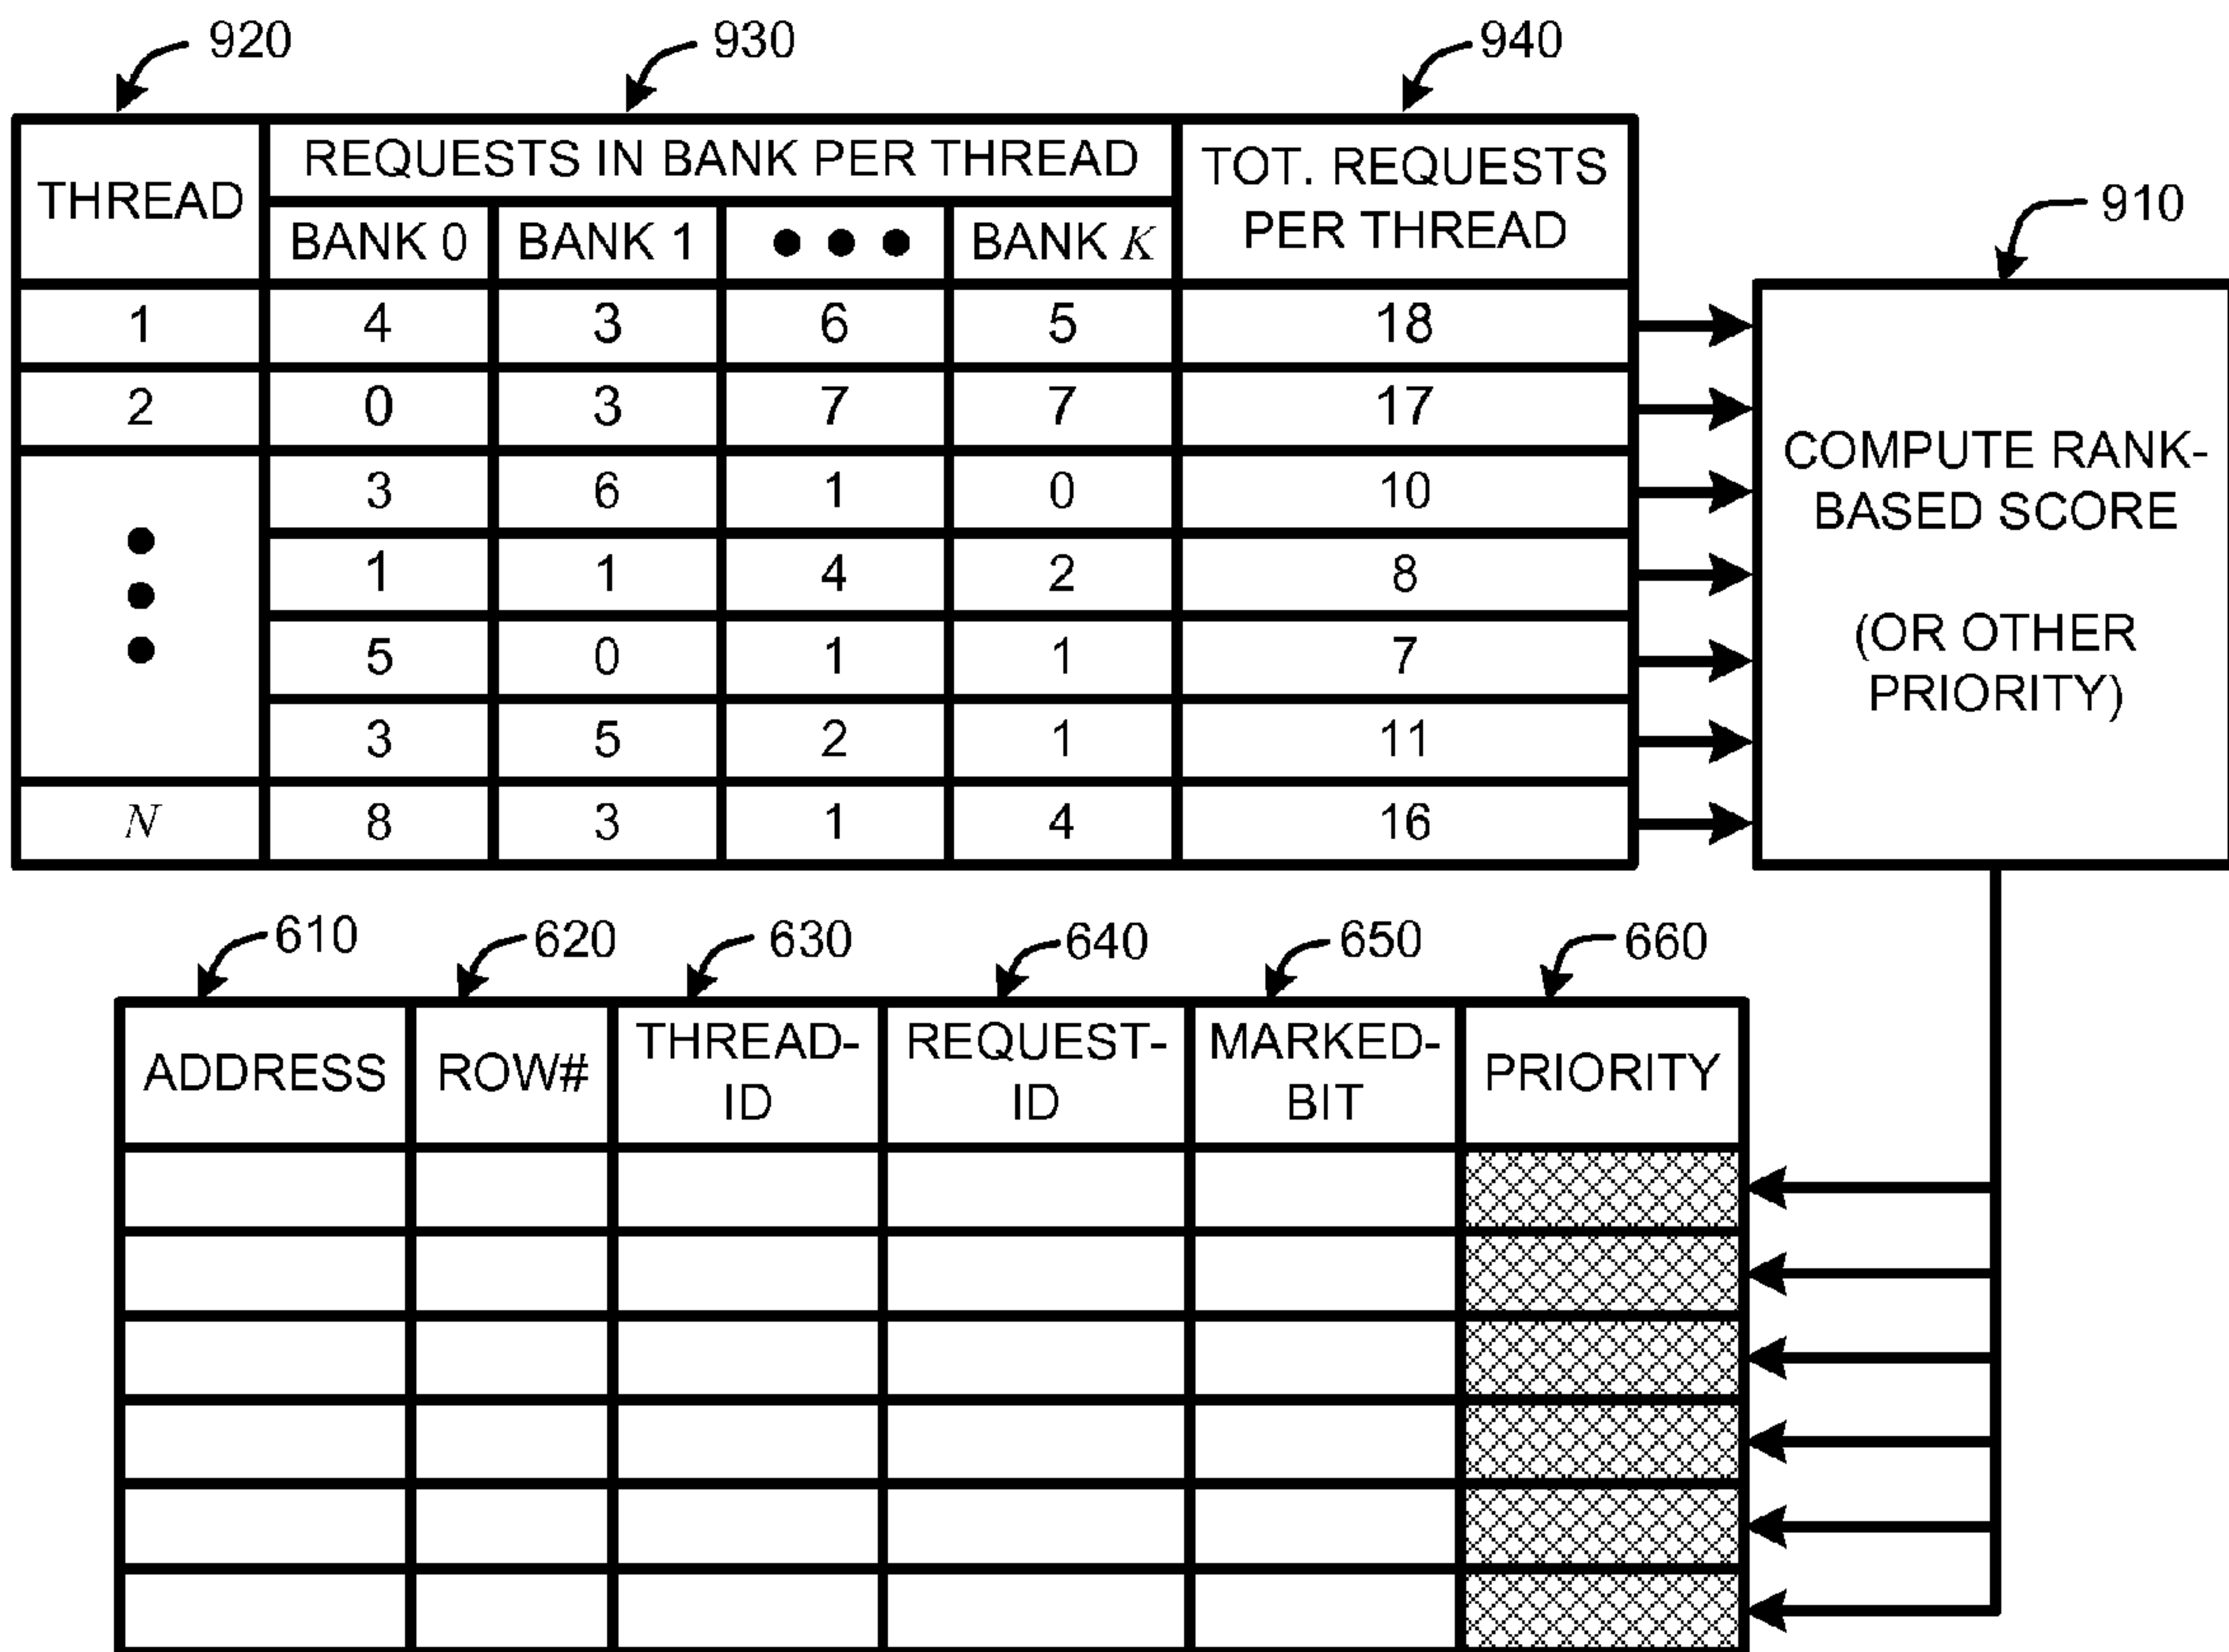 920 930 940
THREAD REQUESTS IN BANK PER THREAD TOT. REQUESTS PER THREAD
BANK 0 BANK 1 ● ● ● BANK K
910
1 4 3 6 5 18
2 0 3 7 7 17
3 6 1 0 10
1 1 4 2 8
5 0 1 1 7
3 5 2 1 11
N 8 3 1 4 16
COMPUTE RANK-
BASED SCORE
(OR OTHER
PRIORITY)
610 620 630 640 650 660
ADDRESS ROW# THREAD-ID REQUEST-ID MARKED-BIT PRIORITY